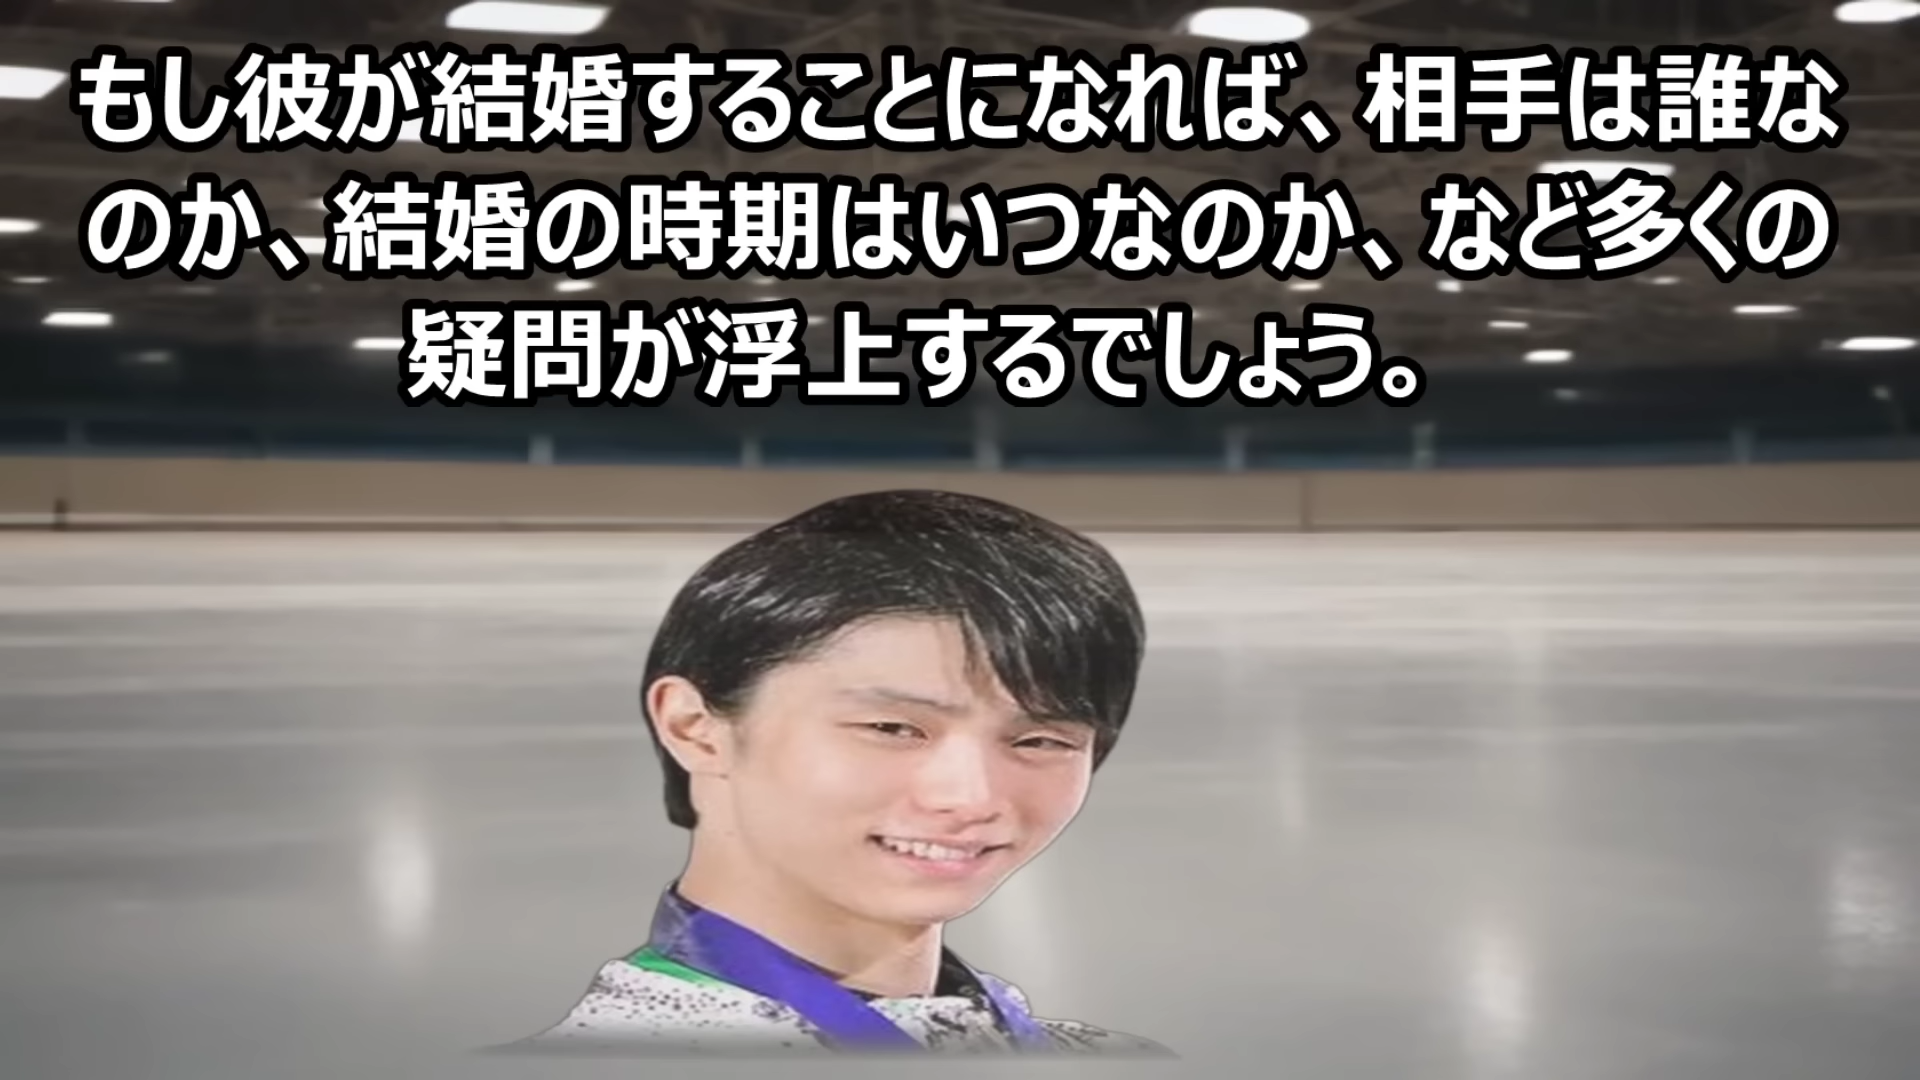 もし彼が結婚することになれば、相手は誰な
のか、結婚の時期はいつなのか、など多くの
疑問が浮上するでしょう。